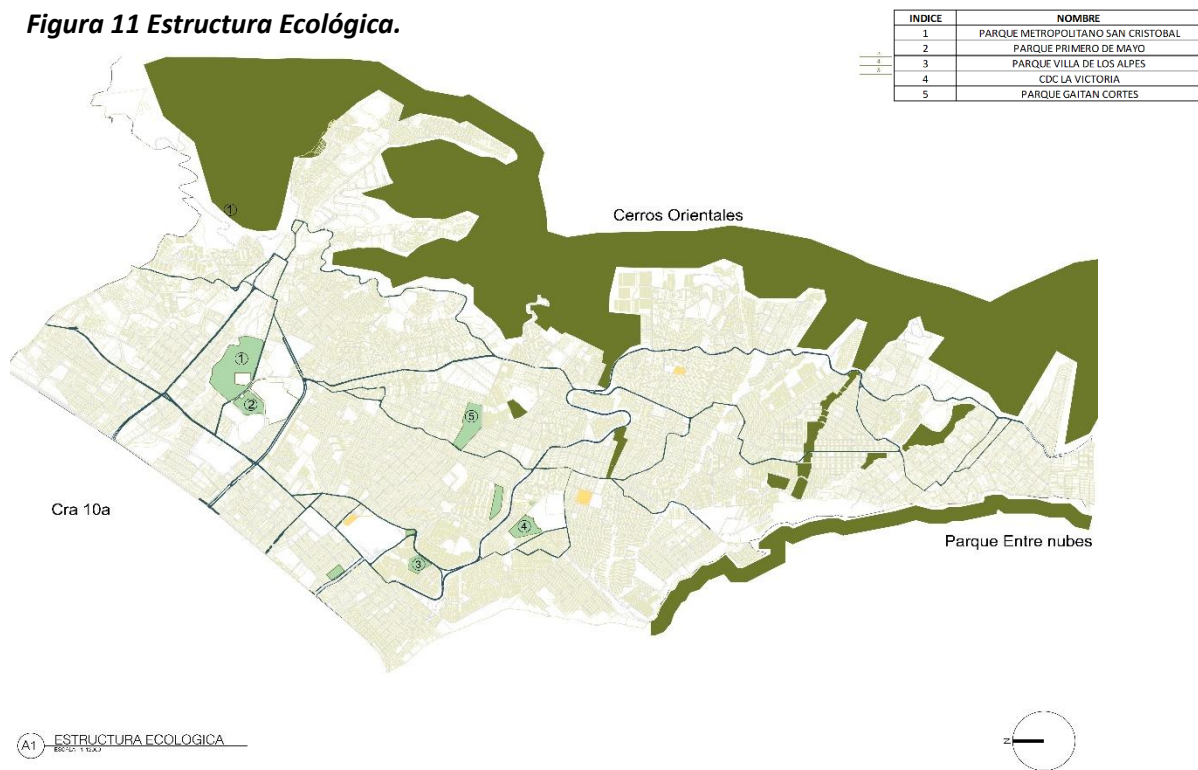 Figura 11 Estructura Ecológica.
INDICE NOMBRE
1 PARQUE METROPOLITANO SAN CRISTOBAL
2 PARQUE PRIMERO DE MAYO
3 PARQUE VILLA DE LOS ALPES
4 CDC LA VICTORIA
5 PARQUE GAITAN CORTES
1
Cerros Orientales
1
2
5
Cra 10a
4
3
Parque Entre nubes
A1 ESTRUCTURA ECOLOGICA
N